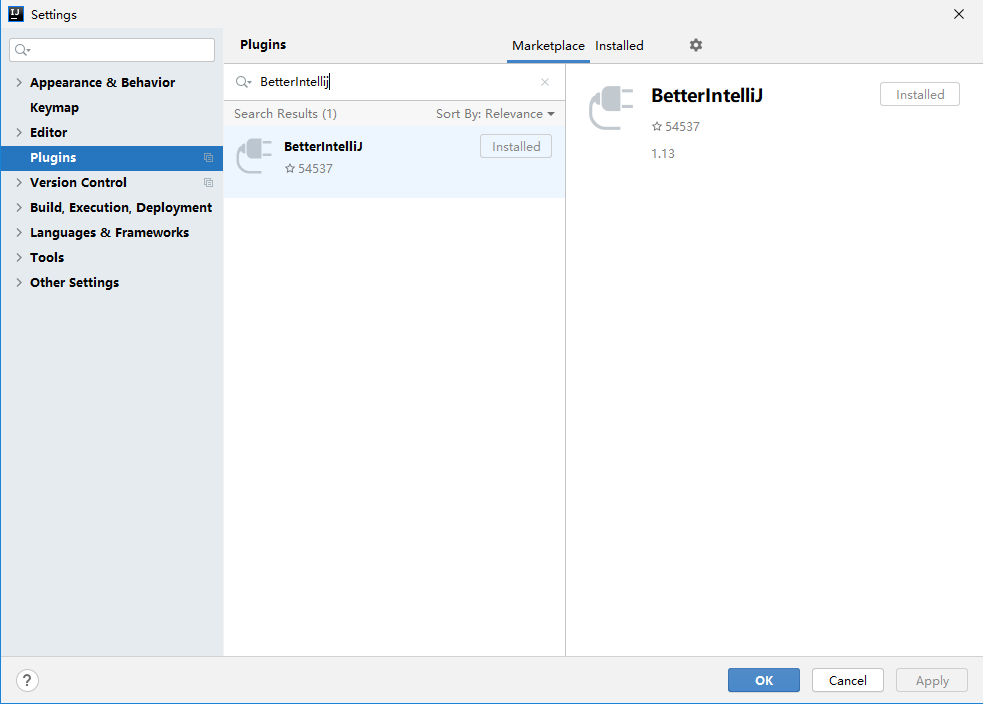 Settings
Plugins
Marketplace Installed
Appearance & Behavior
Keymap
Editor
Plugins
Version Control
Build, Execution, Deployment
Languages & Frameworks
Tools
Other Settings
BetterIntellij
Search Results (1) Sort By: Relevance
BetterIntelliJ Installed
54537
BetterIntelliJ Installed
54537
1.13
? OK Cancel Apply